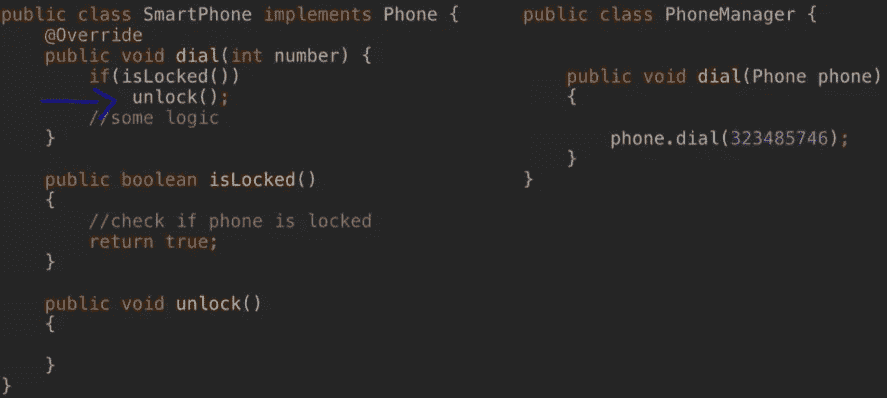 public class SmartPhone implements Phone {
@Override
public void dial(int number) {
if(isLocked())
unlock();
//some logic
}
public boolean isLocked()
{
//check if phone is locked
return true;
}
public void unlock()
{
}
}
public class PhoneManager {
public void dial(Phone phone)
{
phone.dial(323485746);
}
}